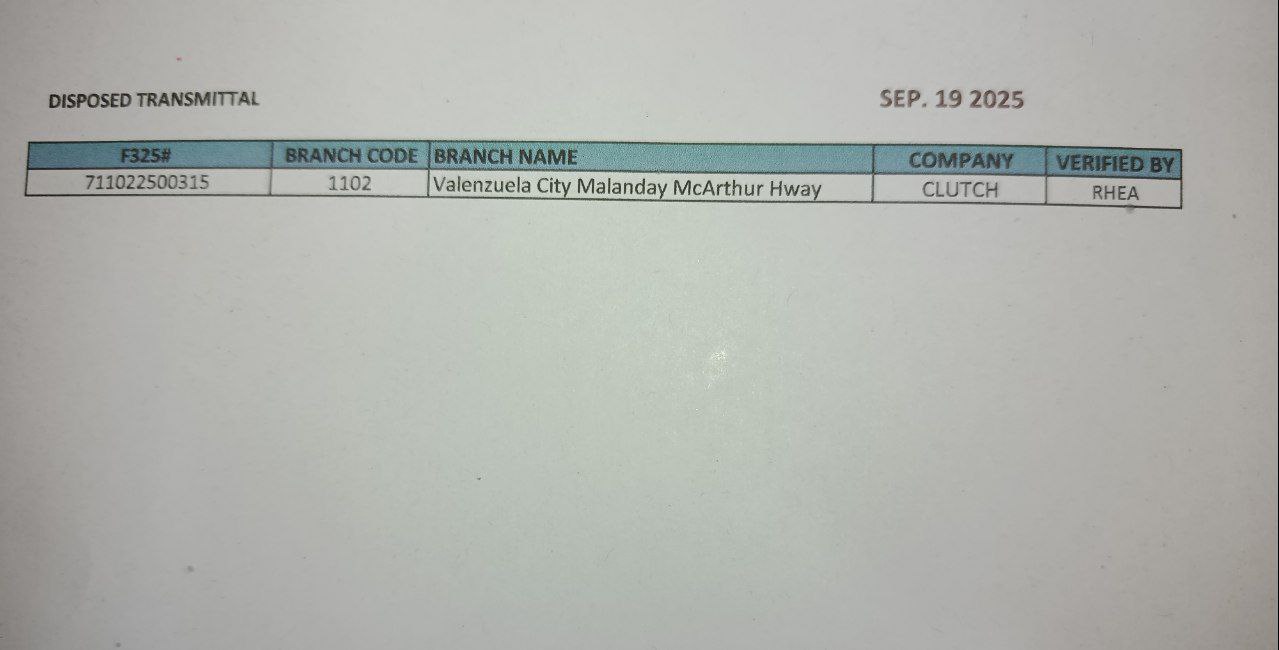 DISPOSED TRANSMITTAL SEP. 19 2025
F325# BRANCH CODE BRANCH NAME COMPANY VERIFIED BY
711022500315 1102 Valenzuela City Malanday McArthur Hway CLUTCH RHEA